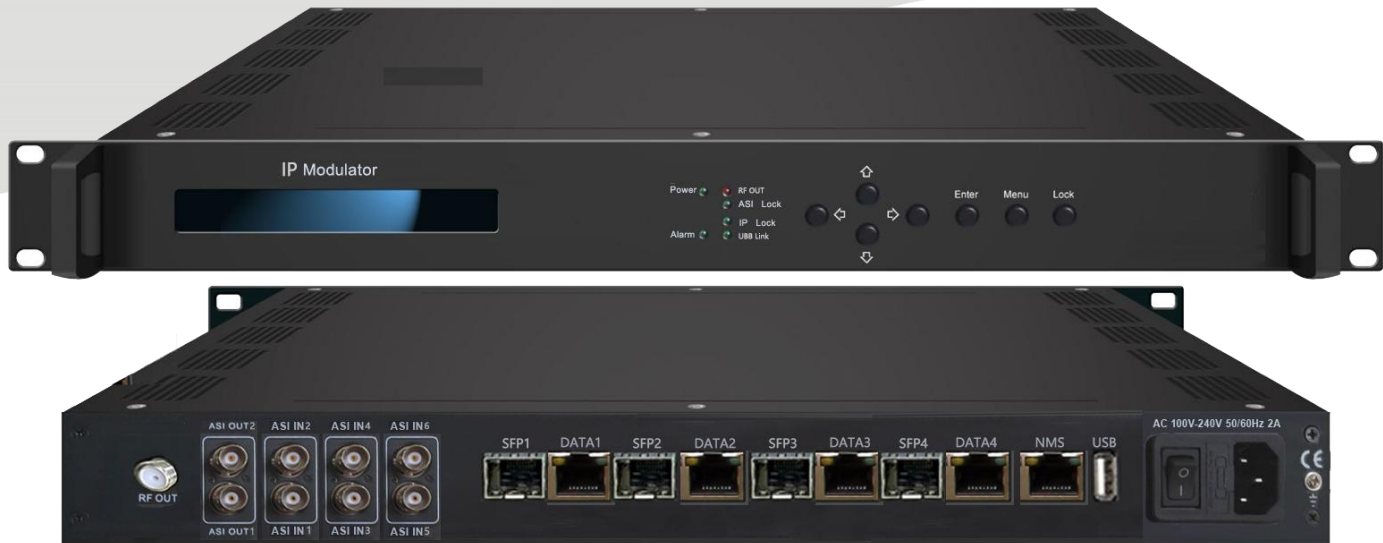 IP Modulator
Power
RF OUT
ASI Lock
IP Lock
Alarm
UBB Link
Enter
Menu
Lock
ASI OUT2
ASI IN2
ASI IN4
ASI IN6
SFP1
DATA1
SFP2
DATA2
SFP3
DATA3
SFP4
DATA4
NMS
USB
AC 100V-240V 50/60Hz 2A
RF OUT
ASI OUT1
ASI IN1
ASI IN3
ASI IN5
CE